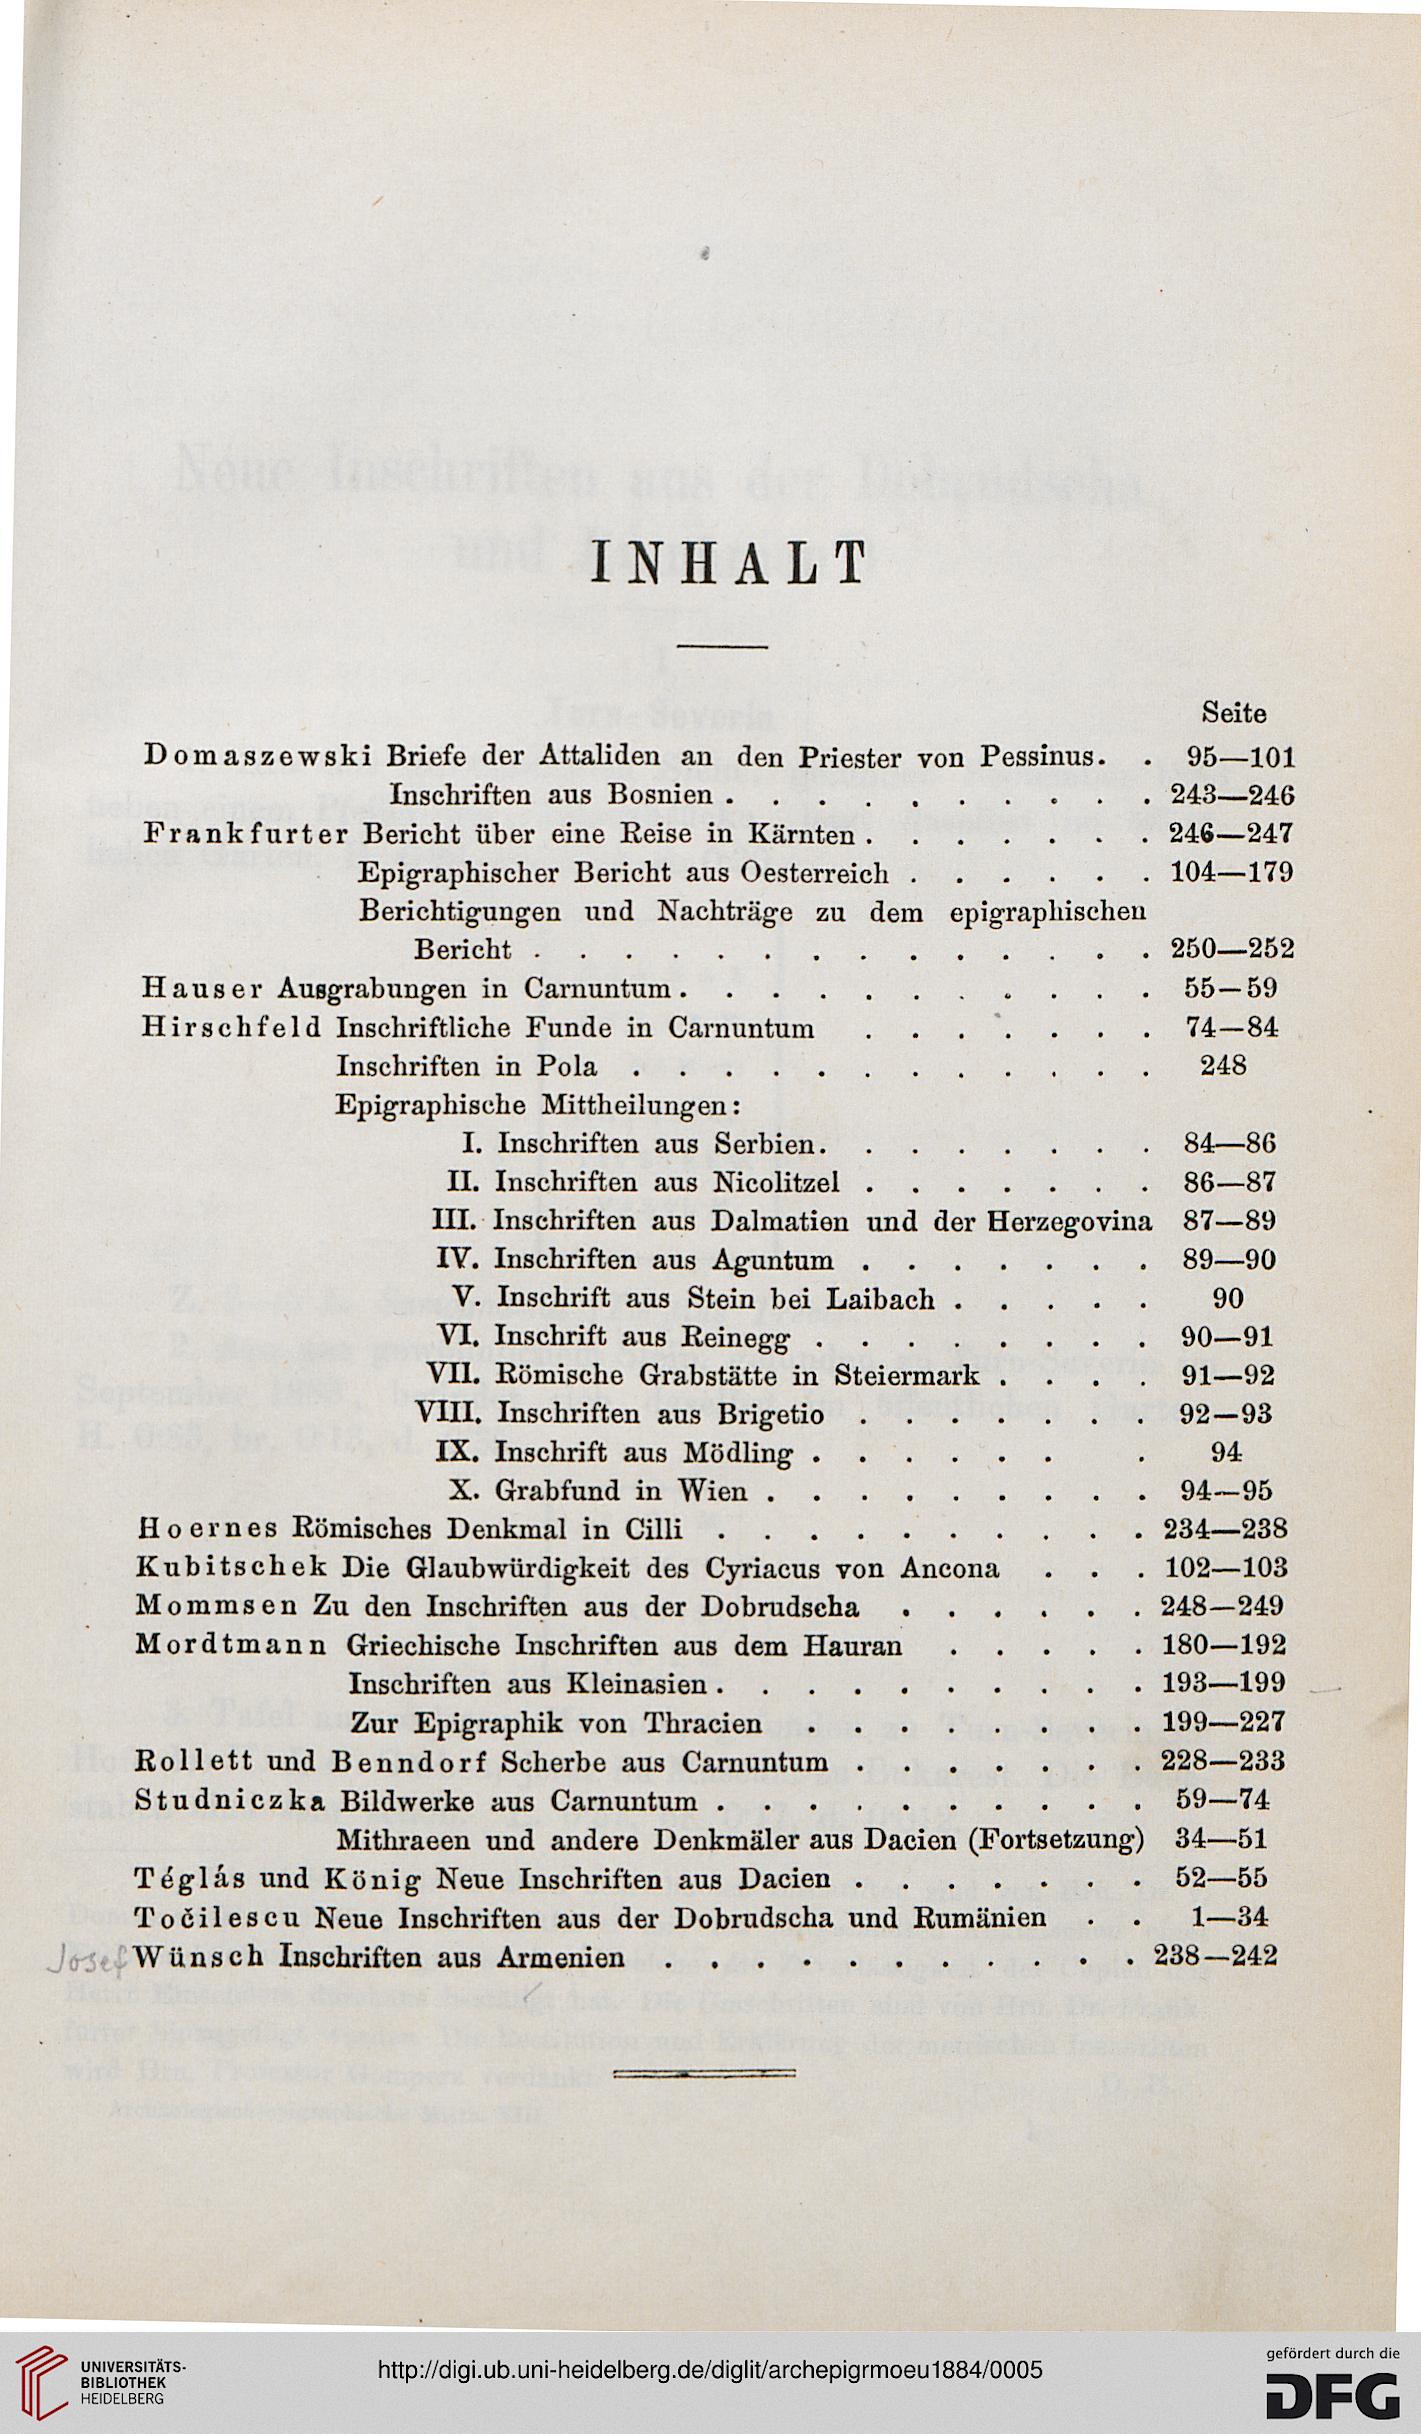 INHALT
Seite
Domaszewski Briefe der Attaliden an den Priester von Pessinus. . 95—101
Inschriften aus Bosnien . . . . . . . . . . 243—246
Frankfurter Bericht über eine Reise in Kärnten . . . . . . . 246—247
Epigraphischer Bericht aus Oesterreich . . . . . . 104—179
Berichtigungen und Nachträge zu dem epigraphischen
Bericht . . . . . . . . . . . . . . 250—252
Hauser Ausgrabungen in Carnuntum . . . . . . . . . . . 55—59
Hirschfeld Inschriftliche Funde in Carnuntum . . . . . . . 74—84
Inschriften in Pola . . . . . . . . . . . . 248
Epigraphische Mittheilungen:
I. Inschriften aus Serbien. . . . . . . . 84—86
II. Inschriften aus Nicolitzel . . . . . . . 86—87
III. Inschriften aus Dalmatien und der Herzegovina 87—89
IV. Inschriften aus Aguntum . . . . . . . 89—90
V. Inschrift aus Stein bei Laibach . . . . . 90
VI. Inschrift aus Reinegg . . . . . . . . 90—91
VII. Römische Grabstätte in Steiermark . . . . 91—92
VIII. Inschriften aus Brigetio . . . . . . . 92—93
IX. Inschrift aus Mödling . . . . . . . 94
X. Grabfund in Wien . . . . . . . . . 94—95
Hoernes Römisches Denkmal in Cilli . . . . . . . . . . 234—238
Kubitschek Die Glaubwürdigkeit des Cyriacus von Ancona . . . 102—103
Mommsen Zu den Inschriften aus der Dobrudscha . . . . . . 248—249
Mordtmann Griechische Inschriften aus dem Hauran . . . . . 180—192
Inschriften aus Kleinasien . . . . . . . . . . 193—199
Zur Epigraphik von Thracien . . . . . . . . 199—227
Rollett und Benndorf Scherbe aus Carnuntum . . . . . . . 228—233
Studniczka Bildwerke aus Carnuntum . . . . . . . . . . 59—74
Mithraeen und andere Denkmäler aus Dacien (Fortsetzung) 34—51
Téglás und König Neue Inschriften aus Dacien . . . . . . . 52—55
Točilescu Neue Inschriften aus der Dobrudscha und Rumänien . . 1—34
Josef Wünsch Inschriften aus Armenien . . . . . . . . . . . 238—242
UNIVERSITÄTS-
BIBLIOTHEK
HEIDELBERG
http://digi.ub.uni-heidelberg.de/diglit/archepigrmoeu1884/0005
gefördert durch die
DFG